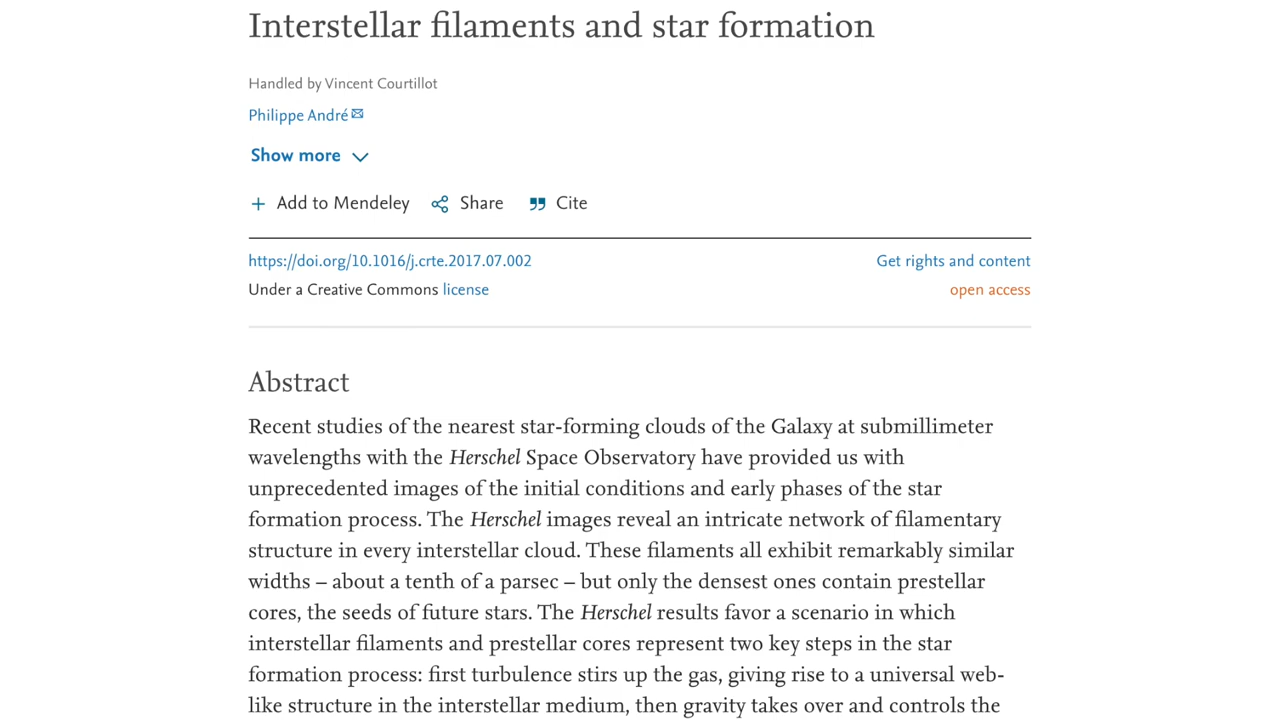 Interstellar filaments and star formation
Handled by Vincent Courtillot
Philippe André
Show more
Add to Mendeley Share Cite
https://doi.org/10.1016/j.crte.2017.07.002 Get rights and content
Under a Creative Commons license open access
Abstract
Recent studies of the nearest star-forming clouds of the Galaxy at submillimeter
wavelengths with the Herschel Space Observatory have provided us with
unprecedented images of the initial conditions and early phases of the star
formation process. The Herschel images reveal an intricate network of filamentary
structure in every interstellar cloud. These filaments all exhibit remarkably similar
widths – about a tenth of a parsec – but only the densest ones contain prestellar
cores, the seeds of future stars. The Herschel results favor a scenario in which
interstellar filaments and prestellar cores represent two key steps in the star
formation process: first turbulence stirs up the gas, giving rise to a universal web-
like structure in the interstellar medium, then gravity takes over and controls the